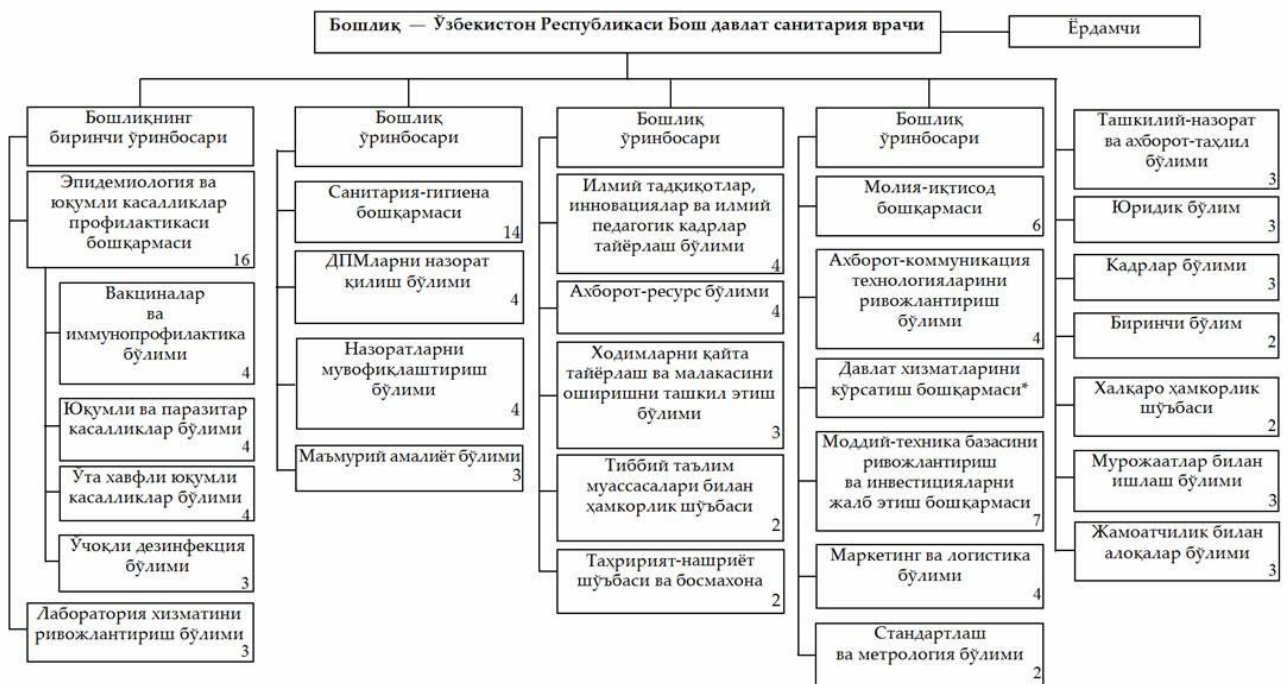 Бошлиқ — Ўзбекистон Республикаси Бош давлат санитария врачи
Ёрдамчи
Бошлиқнинг
биринчи ўринбосари
Эпидемиология ва
юқумли касалликлар
профилактикаси
бошқармаси
16
Вакциналар
ва
иммунопрофилактика
бўлими
4
Юқумли ва паразитар
касалликлар бўлими
4
Ўта хавфли юқумли
касалликлар бўлими
4
Ўчоқли дезинфекция
бўлими
3
Лаборатория хизматини
ривожлантириш бўлими
3
Бошлиқ
ўринбосари
Санитария-гигиена
бошқармаси
14
ДПМларни назорат
қилиш бўлими
4
Назоратларни
мувофиқлаштириш
бўлими
4
Маъмурий амалиёт бўлими
3
Бошлиқ
ўринбосари
Илмий тадқиқотлар,
инновациялар ва илмий
педагогик кадрлар
тайёрлаш бўлими
4
Ахборот-ресурс бўлими
4
Ходимларни қайта
тайёрлаш ва малакасини
оширишни ташкил этиш
бўлими
3
Тиббий таълим
муассасалари билан
ҳамкорлик шўъбаси
2
Таҳририят-нашриёт
шўъбаси ва босмахона
2
Бошлиқ
ўринбосари
Молия-иқтисод
бошқармаси
6
Ахборот-коммуникация
технологияларини
ривожлантириш
бўлими
4
Давлат хизматларини
кўрсатиш бошқармаси*
Моддий-техника базасини
ривожлантириш
ва инвестицияларни
жалб этиш бошқармаси
7
Маркетинг ва логистика
бўлими
4
Стандартлаш
ва метрология бўлими
2
Ташкилий-назорат
ва ахборот-таҳлил
бўлими
3
Юридик бўлим
3
Кадрлар бўлими
3
Биринчи бўлим
2
Халқаро ҳамкорлик
шўъбаси
2
Мурожаатлар билан
ишлаш бўлими
3
Жамоатчилик билан
алоқалар бўлими
3